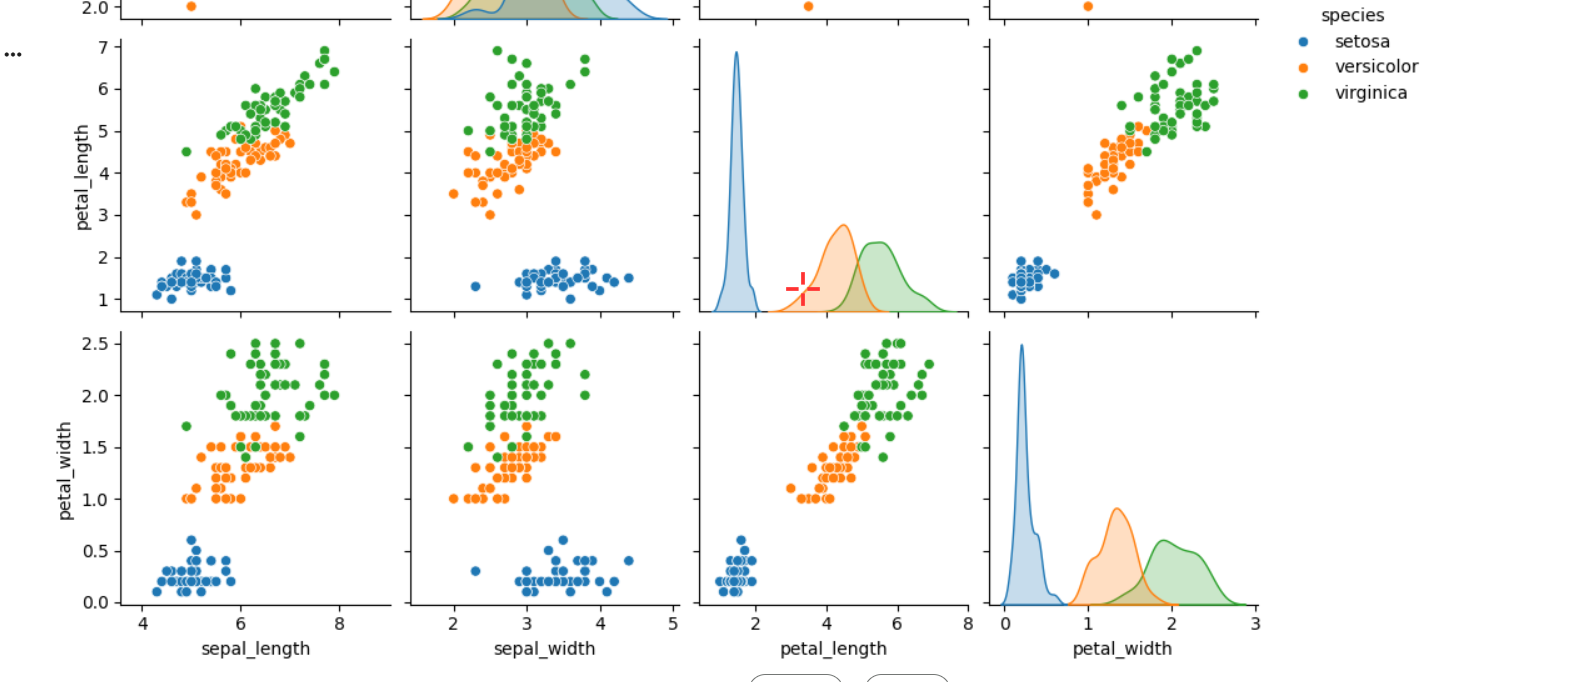 2.0
species
setosa
versicolor
virginica
...
petal_length
7
6
5
4
3
2
1
petal_width
2.5
2.0
1.5
1.0
0.5
0.0
4 6 8
2 3 4 5
2 4 6 8
0 1 2 3
sepal_length
sepal_width
petal_length
petal_width